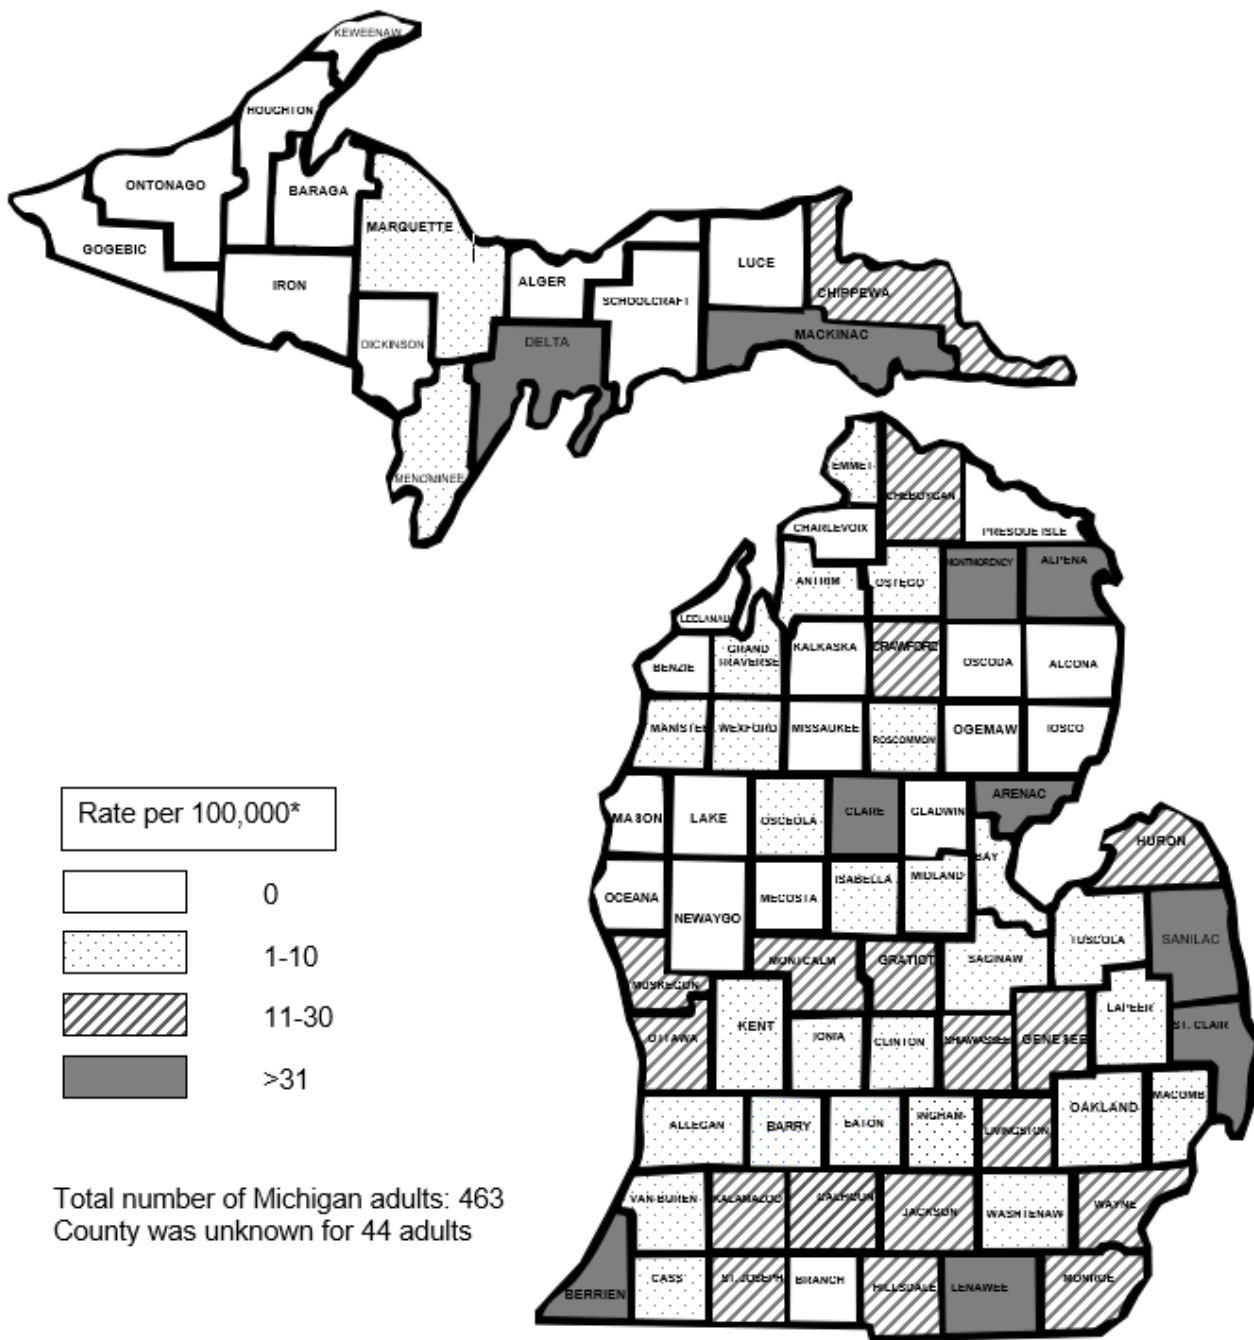 KEWEENAW
HOUGHTON
ONTONAGO
BARAGA
MARQUETTE
GOGEBIC
IRON
ALGER
LUCE
SCHOOLCRAFT
CHIPPEWA
MACKINAC
DICKINSON
DELTA
MENOMINEE
EMMET
CHEBOYGAN
CHARLEVOIX
PRESQUE ISLE
ANTRIM
OSTEGO
MONTMORENCY
ALPENA
LEELANAU
GRAND
TRAVERSE
BENZIE
KALKASKA
CRAWFORD
OSCODA
ALCONA
MANISTEE
WEXFORD
MISSAUKEE
ROSCOMMON
OGEMAW
IOSCO
Rate per 100,000*
0
1-10
11-30
>31
MASON
LAKE
OSCEOLA
CLARE
GLADWIN
ARENAC
HURON
OCEANA
NEWAYGO
MECOSTA
ISABELLA
MIDLAND
BAY
TUSCOLA
SANILAC
MUSKEGON
MONTCALM
GRATIOT
SAGINAW
OTTAWA
KENT
IONIA
CLINTON
SHIAWASSEE
GENESEE
LAPEER
ST. CLAIR
ALLEGAN
BARRY
EATON
INGHAM
LIVINGSTON
OAKLAND
MACOMB
VAN BUREN
KALAMAZOO
CALHOUN
JACKSON
WASHTENAW
WAYNE
BERRIEN
CASS
ST. JOSEPH
BRANCH
HILLSDALE
LENAWEE
MONROE
Total number of Michigan adults: 463
County was unknown for 44 adults